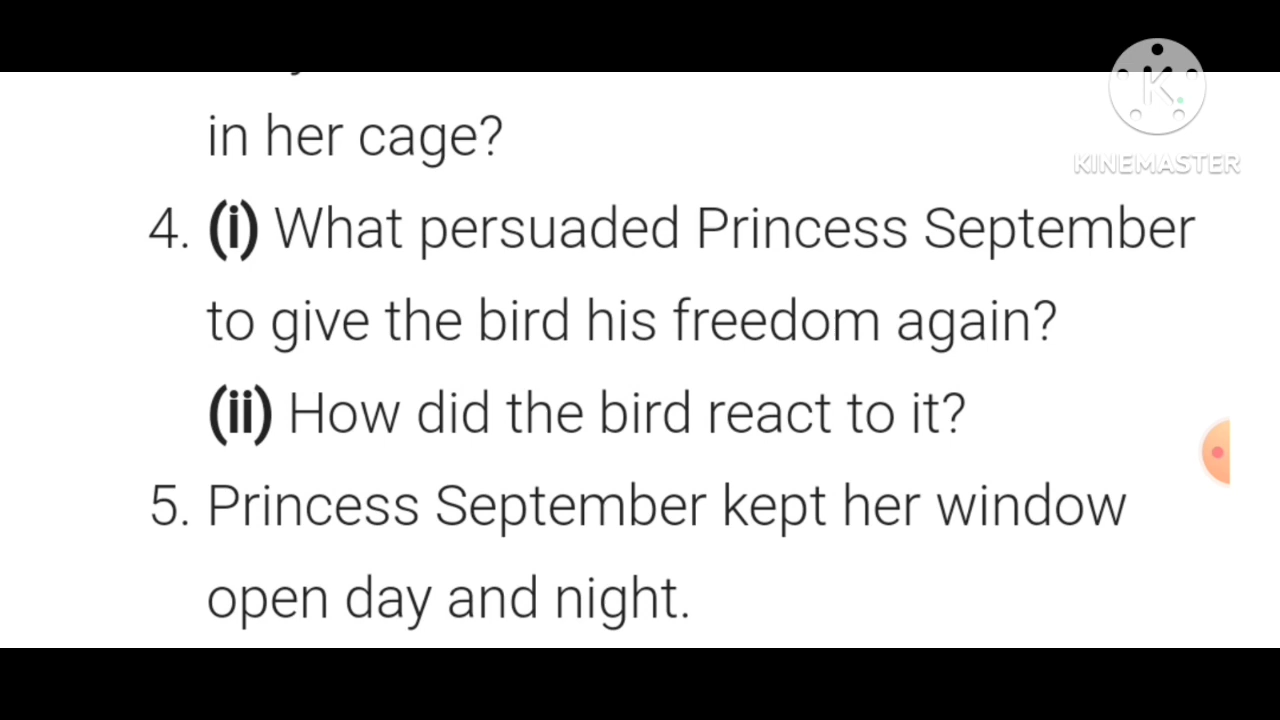 in her cage?
4. (i) What persuaded Princess September
to give the bird his freedom again?
(ii) How did the bird react to it?
5. Princess September kept her window
open day and night.
K
KINEMASTER